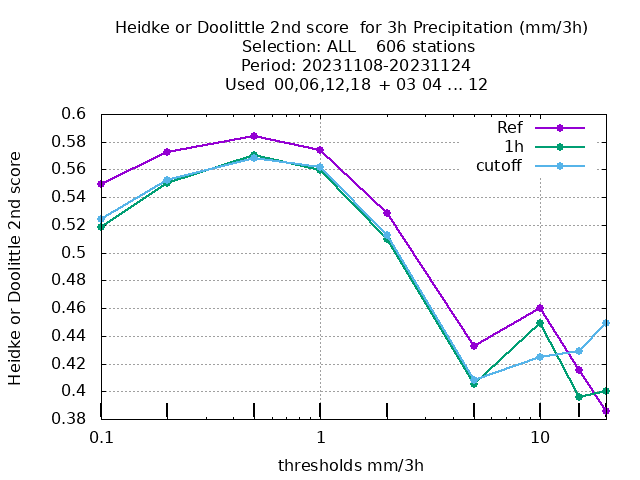 Heidke or Doolittle 2nd score  for 3h Precipitation (mm/3h)
Selection: ALL    606 stations
Period: 20231108-20231124
Used  00,06,12,18  + 03 04 ... 12
Ref
1h
cutoff
Heidke or Doolittle 2nd score
0.6
0.58
0.56
0.54
0.52
0.5
0.48
0.46
0.44
0.42
0.4
0.38
0.1
1
10
thresholds mm/3h